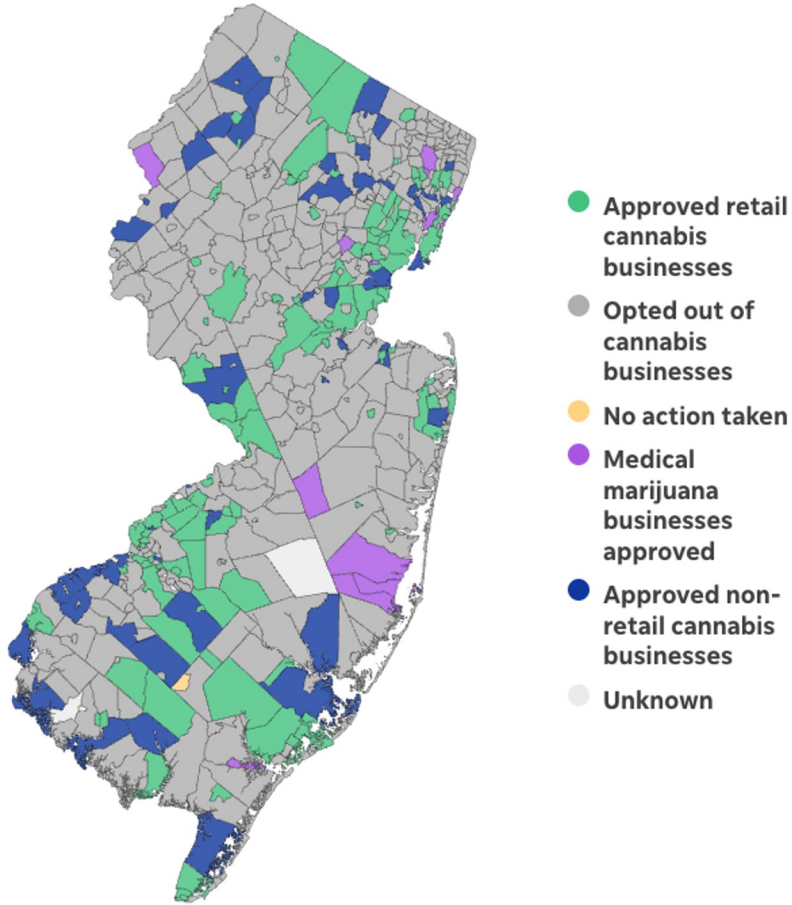 Approved retail
cannabis
businesses
Opted out of
cannabis
businesses
No action taken
Medical
marijuana
businesses
approved
Approved non-
retail cannabis
businesses
Unknown